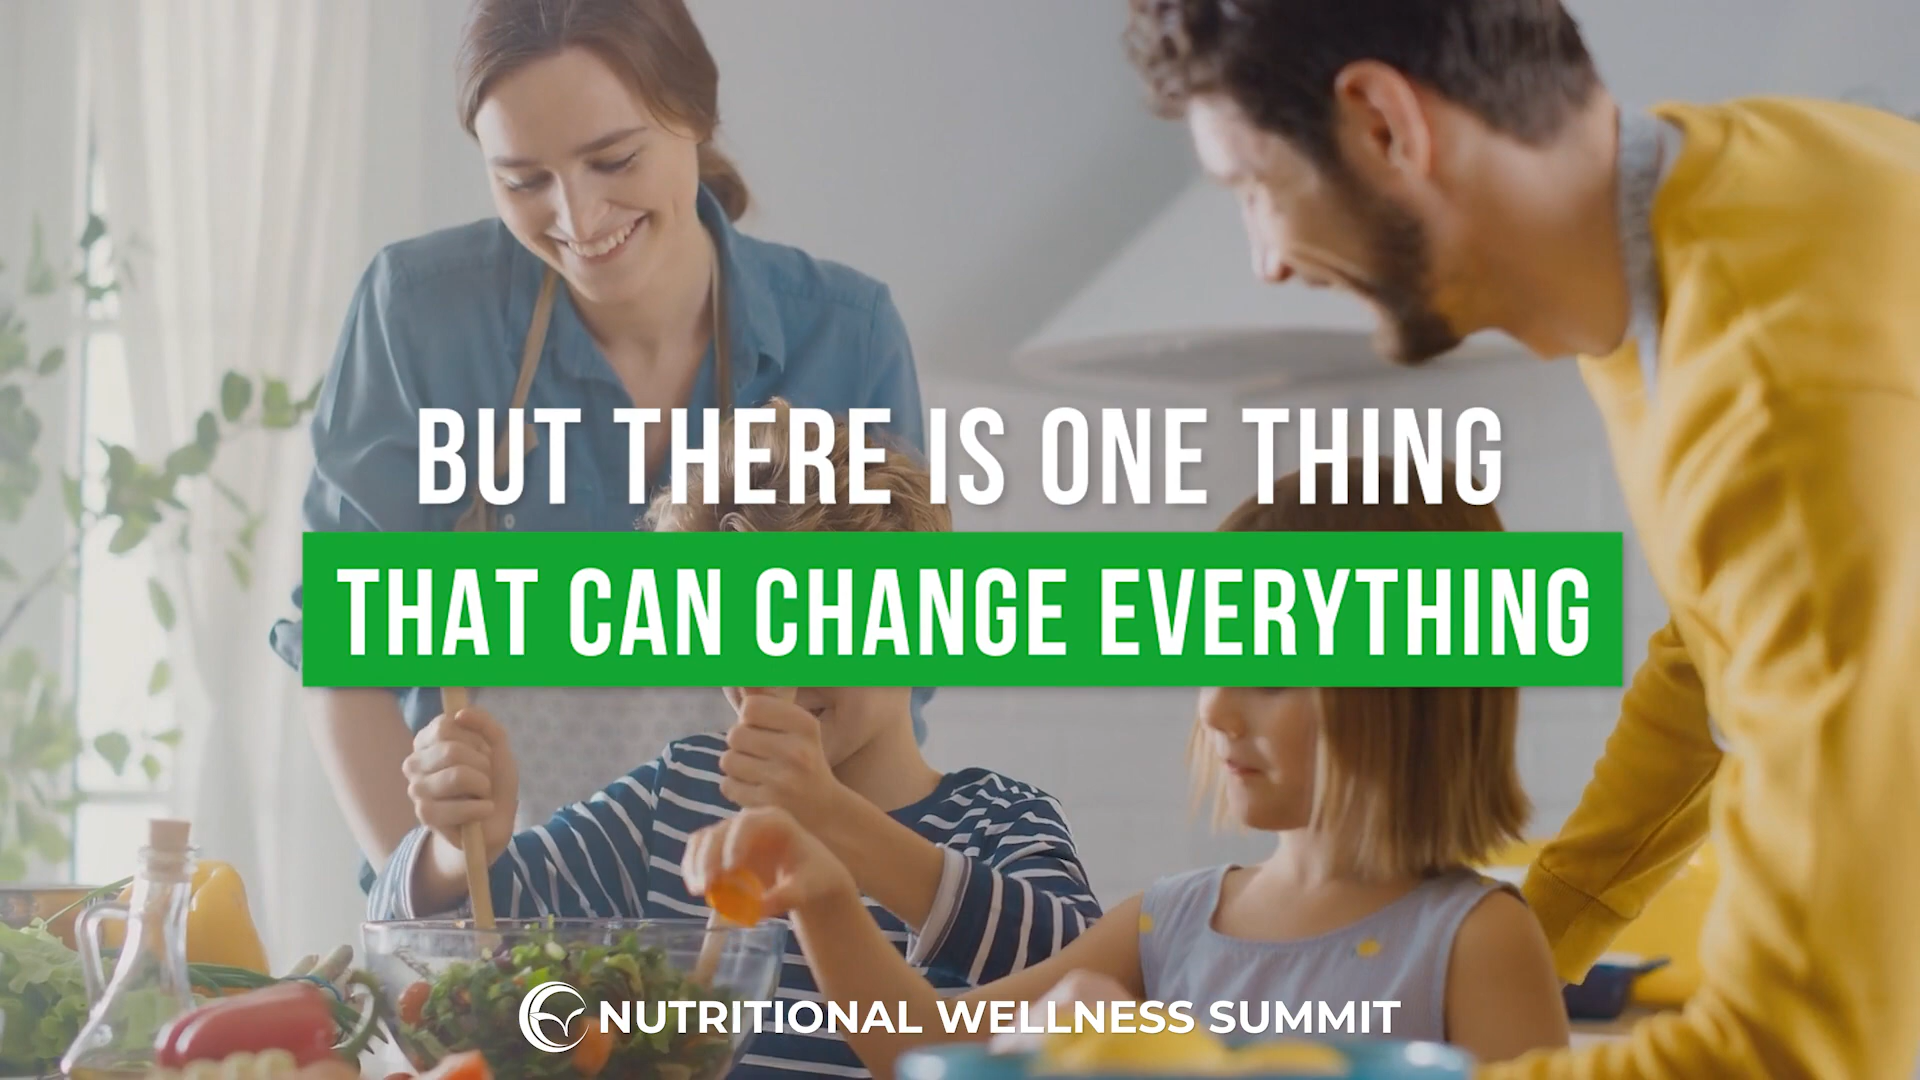 BUT THERE IS ONE THING
THAT CAN CHANGE EVERYTHING
NUTRITIONAL WELLNESS SUMMIT